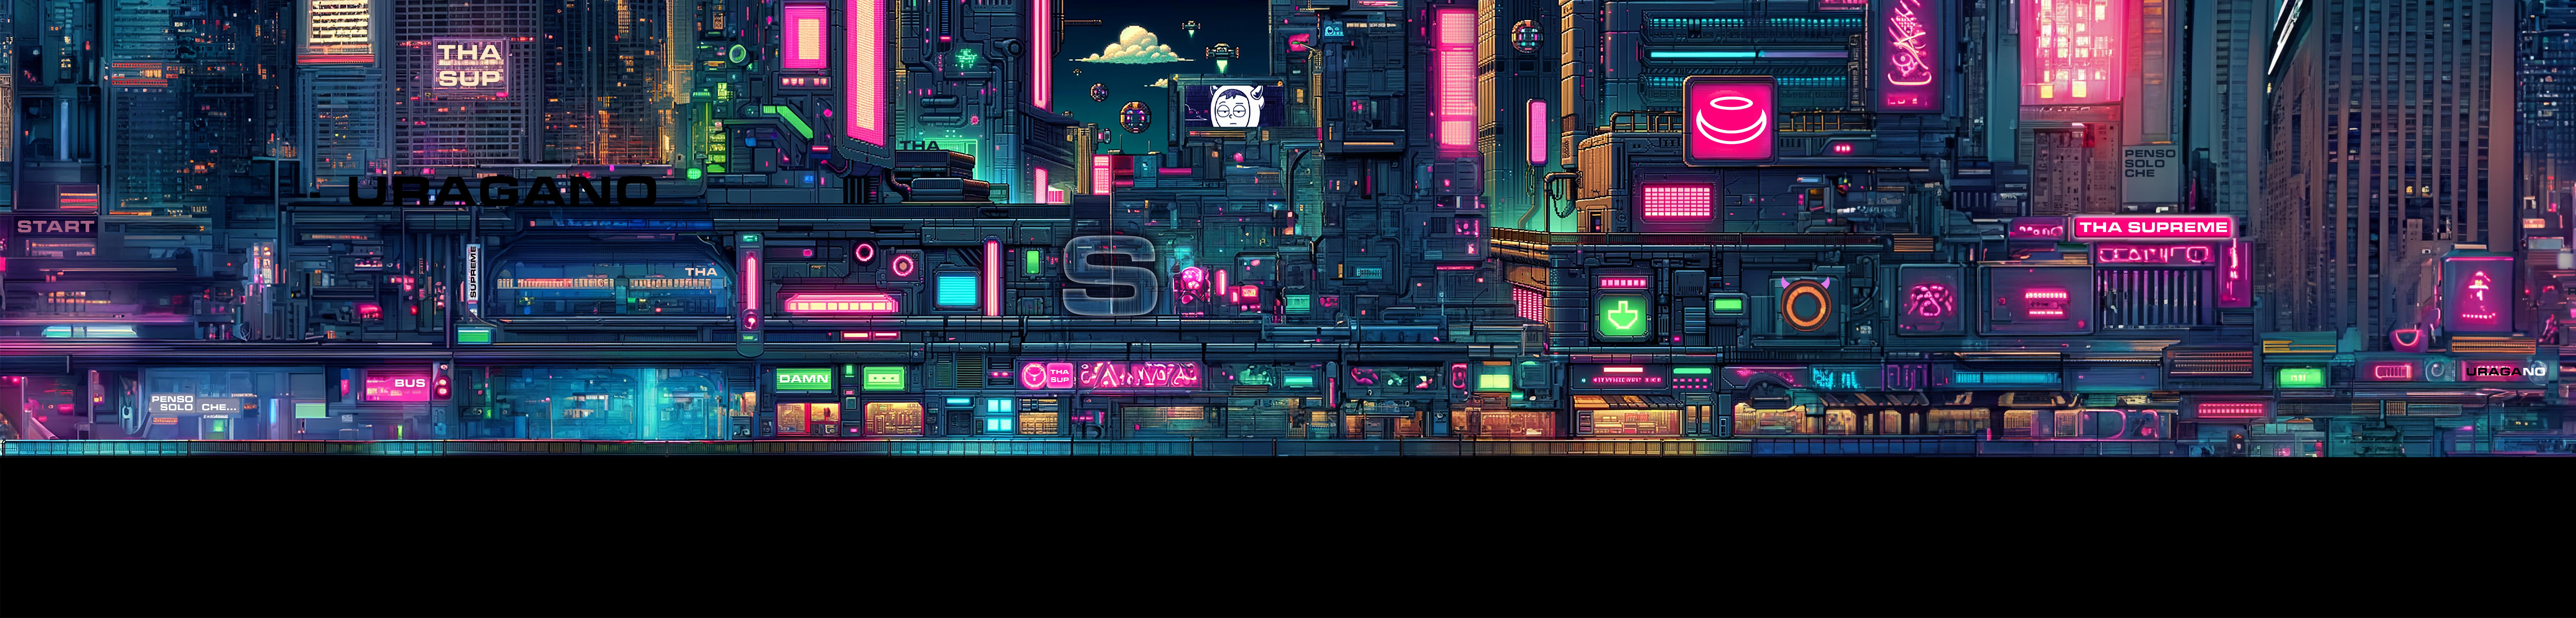 THA
SUP
URAGANO
THA
START
SUPREME
THA
S
PENSO
SOLO
CHE
THA SUPREME
BUS
PENSO
SOLO CHE...
DAMN
THA
SUP
URAGANO